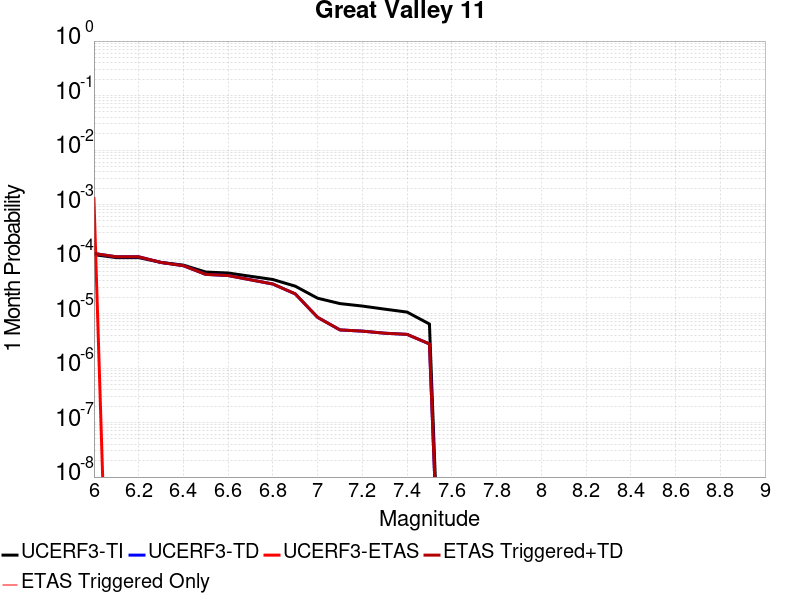 Great Valley 11
1 Month Probability
10^0
10^-1
10^-2
10^-3
10^-4
10^-5
10^-6
10^-7
10^-8
6 6.2 6.4 6.6 6.8 7 7.2 7.4 7.6 7.8 8 8.2 8.4 8.6 8.8 9
Magnitude
UCERF3-TI UCERF3-TD UCERF3-ETAS ETAS Triggered+TD
ETAS Triggered Only